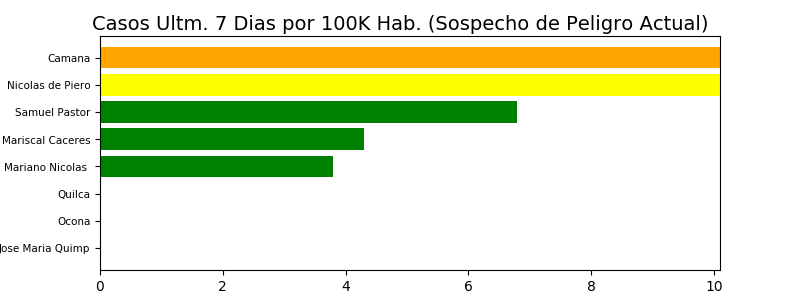 Casos Ultm. 7 Dias por 100K Hab. (Sospecho de Peligro Actual)
Camana
Nicolas de Piero
Samuel Pastor
Mariscal Caceres
Mariano Nicolas
Quilca
Ocona
Jose Maria Quimp
0 2 4 6 8 10